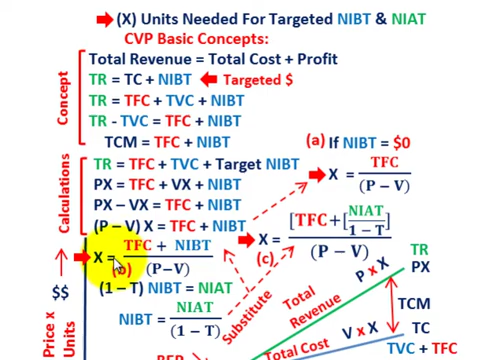 (X) Units Needed For Targeted NIBT & NIAT
CVP Basic Concepts:
Concept
Total Revenue = Total Cost + Profit
TR = TC + NIBT Targeted $
TR = TFC + TVC + NIBT
TR - TVC = TFC + NIBT
TCM = TFC + NIBT
Calculations
TR = TFC + TVC + Target NIBT
PX = TFC + VX + NIBT
PX – VX = TFC + NIBT
(P – V) X = TFC + NIBT
X = TFC + NIBT
(P–V)
(b)
(1 – T) NIBT = NIAT
NIBT = NIAT
(1 - T)
(a) If NIBT = $0
X = TFC
(P – V)
X = [TFC+[NIAT
1 – T]
(P – V)
(c)
Substitute
Price x
Units
$$
Total
Revenue
P x X
TR
PX
TCM
Total Cost
V x X
TC
TVC + TFC
BEP